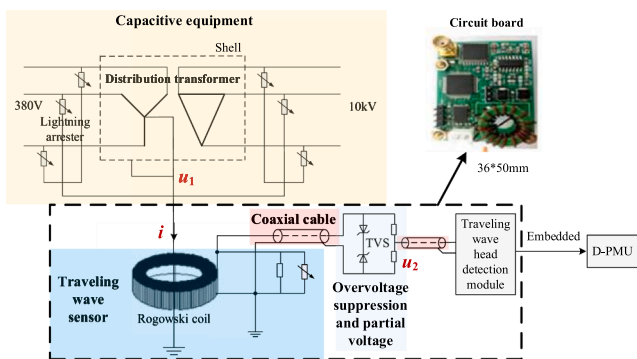 Capacitive equipment
Circuit board
Shell
Distribution transformer
380V
10kV
Lightning
arrester
u1
36*50mm
i
Coaxial cable
TVS
u2
Traveling
wave
head
detection
module
Embedded
D-PMU
Traveling
wave
sensor
Rogowski coil
Overvoltage
suppression
and partial
voltage